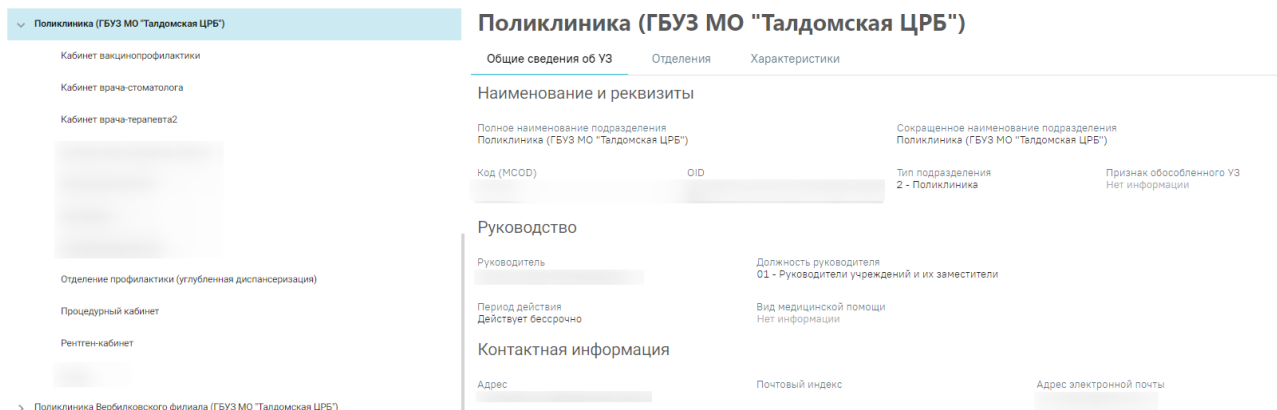 Поликлиника (ГБУЗ МО "Талдомская ЦРБ")
Кабинет вакцинопрофилактики
Кабинет врача-стоматолога
Кабинет врача-терапевта2
Отделение профилактики (углубленная диспансеризация)
Процедурный кабинет
Рентген-кабинет
Поликлиника Вербилковского филиала (ГБУЗ МО "Талдомская ЦРБ")
Поликлиника (ГБУЗ МО "Талдомская ЦРБ")
Общие сведения об УЗ Отделения Характеристики
Наименование и реквизиты
Полное наименование подразделения Сокращенное наименование подразделения
Поликлиника (ГБУЗ МО "Талдомская ЦРБ") Поликлиника (ГБУЗ МО "Талдомская ЦРБ")
Код (MCOD) OID Тип подразделения Признак обособленного УЗ
2 - Поликлиника Нет информации
Руководство
Руководитель Должность руководителя
01 - Руководители учреждений и их заместители
Период действия Вид медицинской помощи
Действует бессрочно Нет информации
Контактная информация
Адрес Почтовый индекс Адрес электронной почты